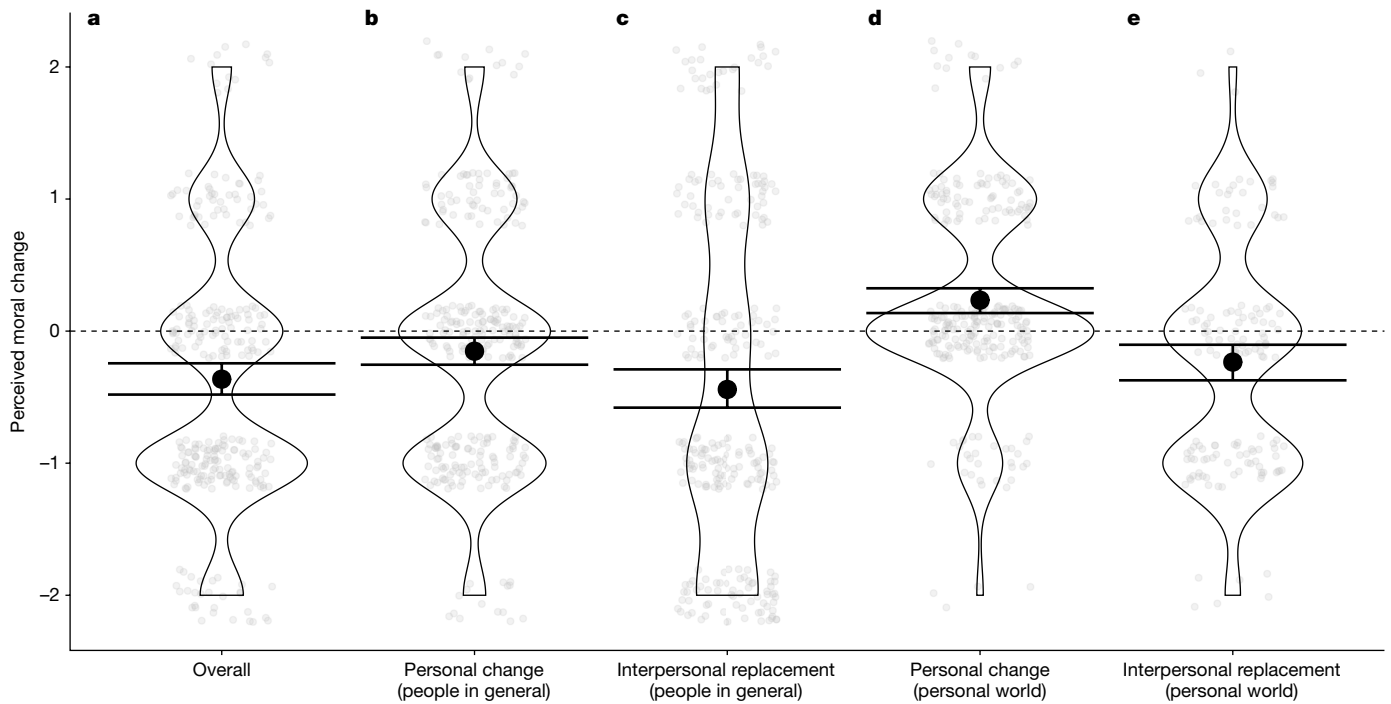 a b c d e
2
1
0
−1
−2
Perceived moral change
Overall
Personal change
(people in general)
Interpersonal replacement
(people in general)
Personal change
(personal world)
Interpersonal replacement
(personal world)